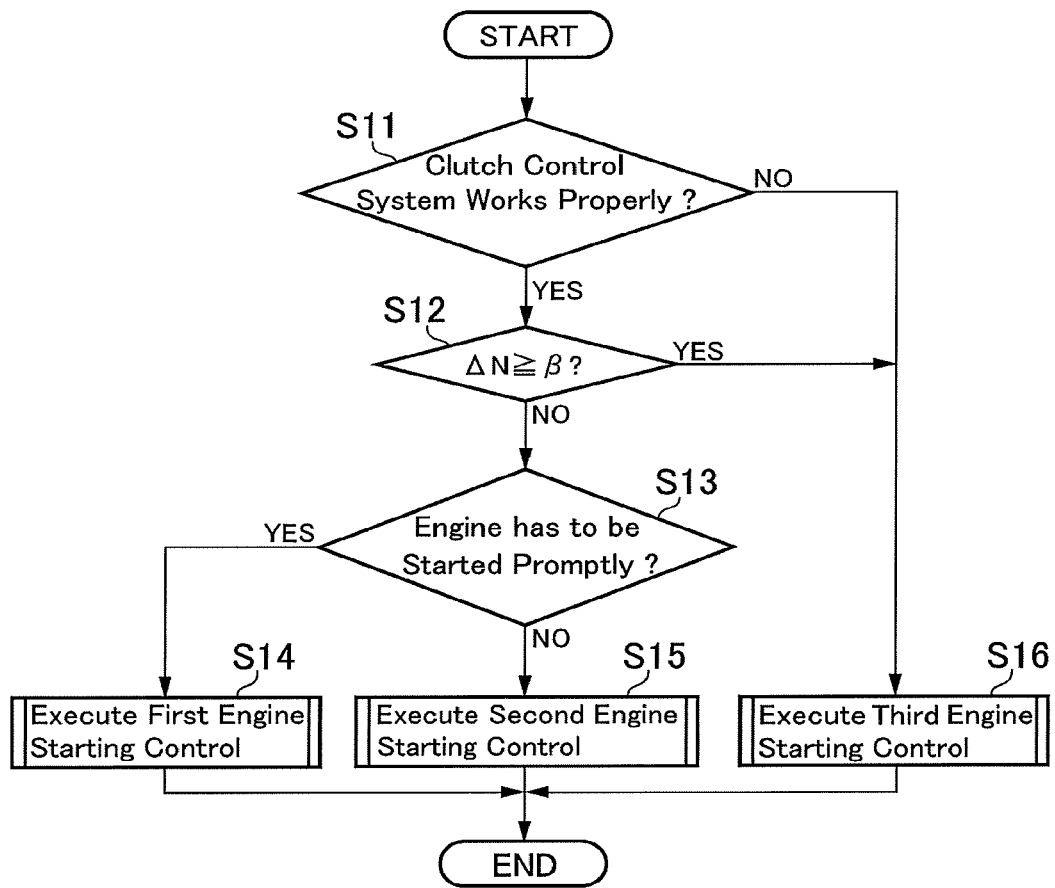 START
S11
Clutch Control
System Works Properly ?
NO
YES
S12
ΔN≧β?
YES
NO
S13
Engine has to be
Started Promptly ?
YES
NO
S14
Execute First Engine
Starting Control
S15
Execute Second Engine
Starting Control
S16
Execute Third Engine
Starting Control
END